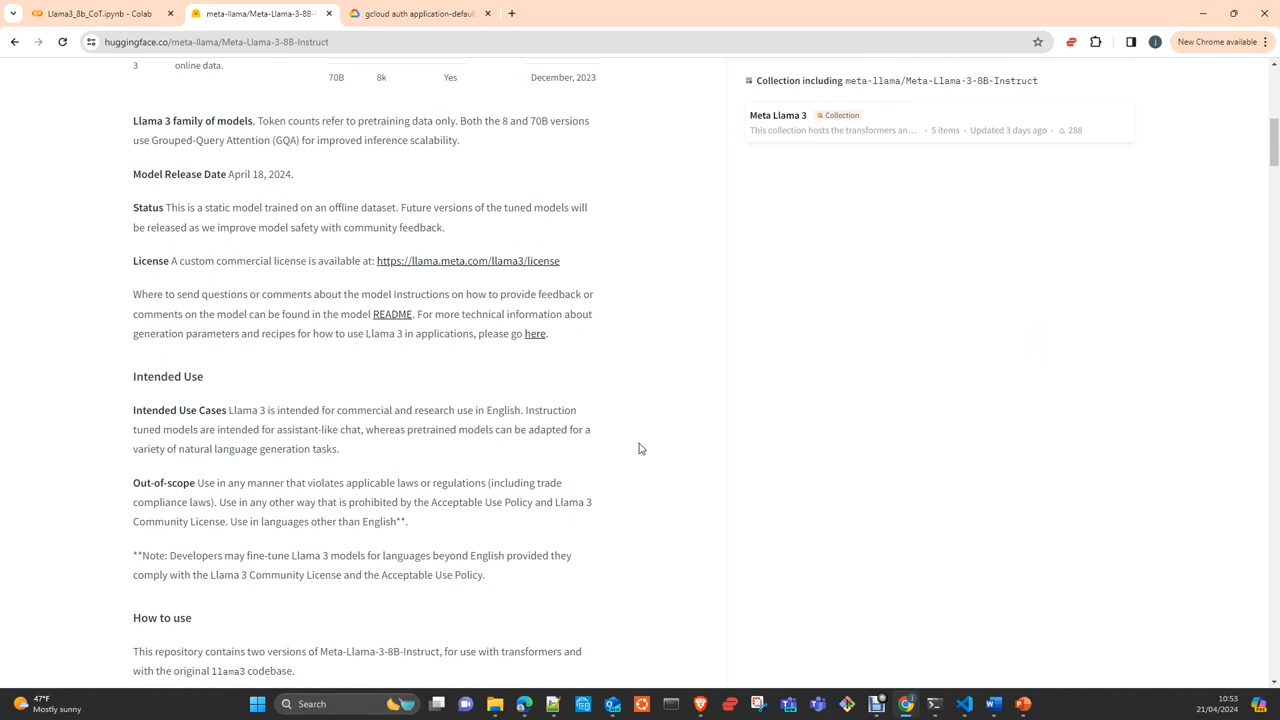 Llama3_8b_CoT.ipynb - Colab
meta-llama/Meta-Llama-3-8B-I
gcloud auth application-default
huggingface.co/meta-llama/Meta-Llama-3-8B-Instruct
New Chrome available
3 online data.
70B 8k Yes December, 2023
Llama 3 family of models. Token counts refer to pretraining data only. Both the 8 and 70B versions
use Grouped-Query Attention (GQA) for improved inference scalability.
Model Release Date April 18, 2024.
Status This is a static model trained on an offline dataset. Future versions of the tuned models will
be released as we improve model safety with community feedback.
License A custom commercial license is available at: https://llama.meta.com/llama3/license
Where to send questions or comments about the model Instructions on how to provide feedback or
comments on the model can be found in the model README. For more technical information about
generation parameters and recipes for how to use Llama 3 in applications, please go here.
Intended Use
Intended Use Cases Llama 3 is intended for commercial and research use in English. Instruction
tuned models are intended for assistant-like chat, whereas pretrained models can be adapted for a
variety of natural language generation tasks.
Out-of-scope Use in any manner that violates applicable laws or regulations (including trade
compliance laws). Use in any other way that is prohibited by the Acceptable Use Policy and Llama 3
Community License. Use in languages other than English**.
**Note: Developers may fine-tune Llama 3 models for languages beyond English provided they
comply with the Llama 3 Community License and the Acceptable Use Policy.
How to use
This repository contains two versions of Meta-Llama-3-8B-Instruct, for use with transformers and
with the original llama3 codebase.
Collection including meta-llama/Meta-Llama-3-8B-Instruct
Meta Llama 3 Collection
This collection hosts the transformers an... • 5 items • Updated 3 days ago • 288
47°F
Mostly sunny
Search
10:53
21/04/2024